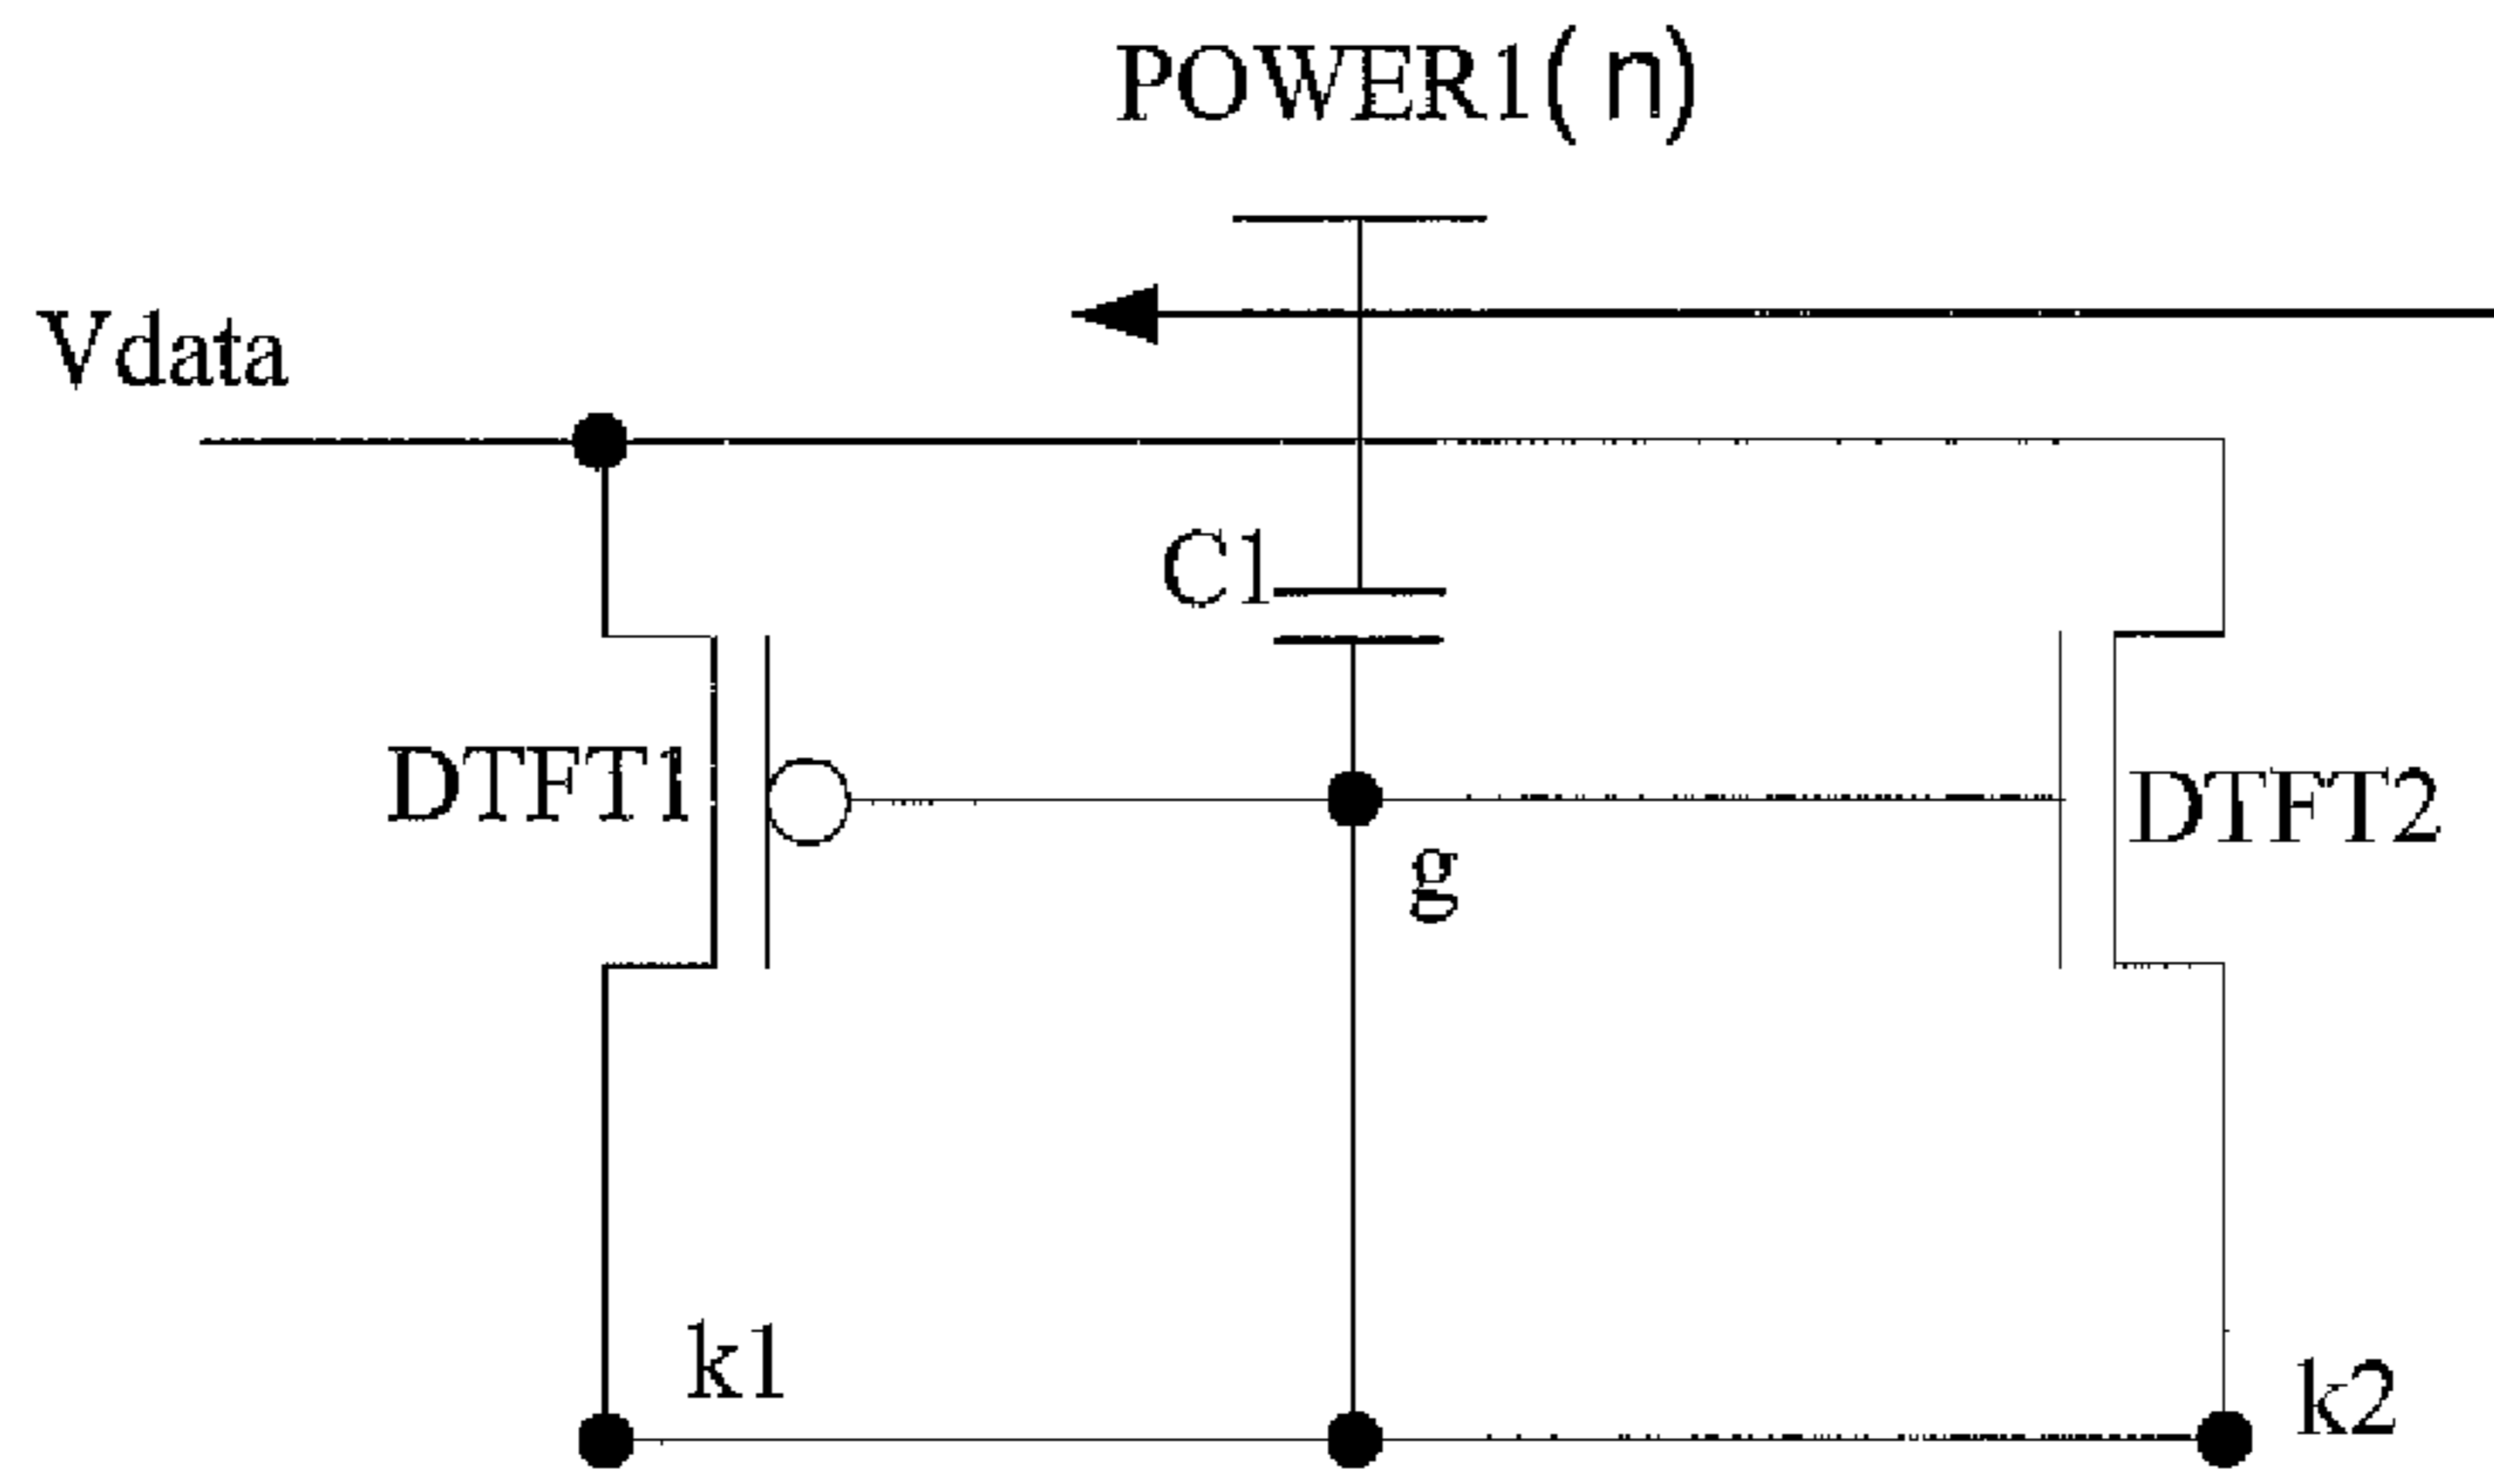 POWER1(n)
Vdata
C1
DTFT1
DTFT2
g
k1
k2